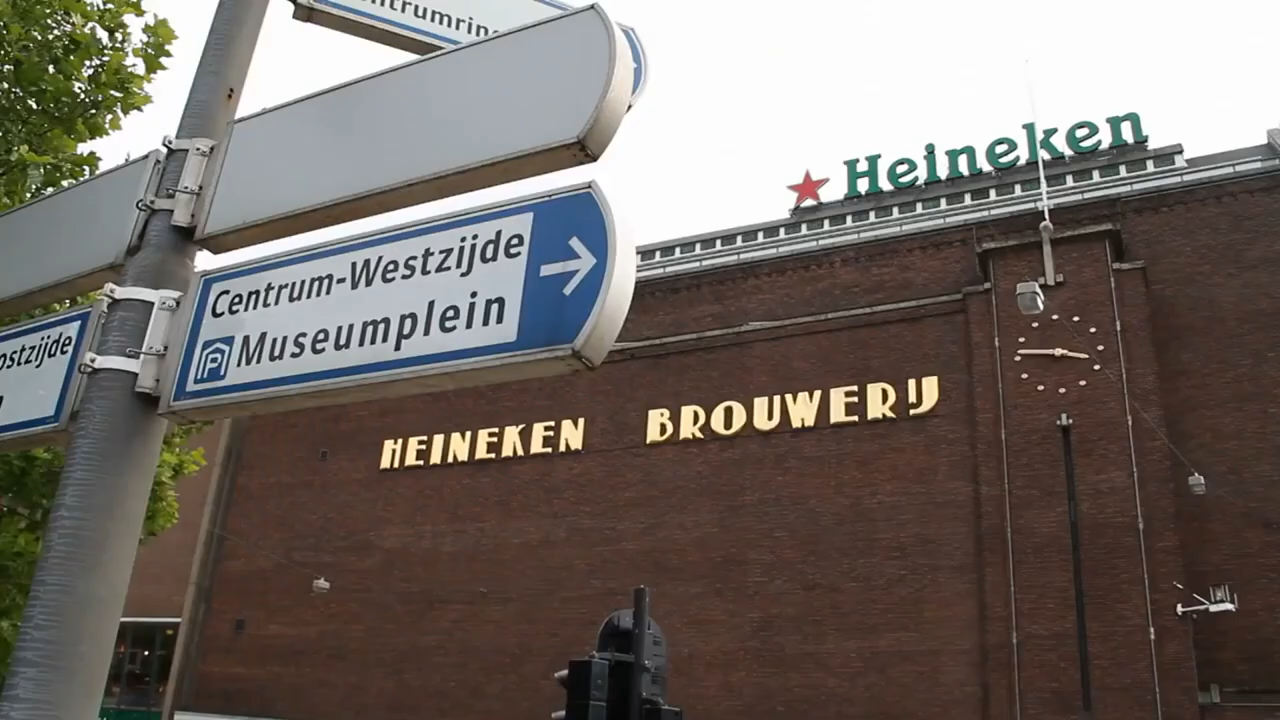 Heineken
Centrum-Westzijde
P Museumplein
HEINEKEN BROUWERIJ